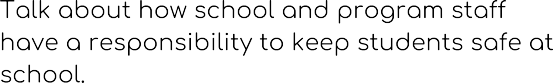 Talk about how school and program staff
have a responsibility to keep students safe at
school.